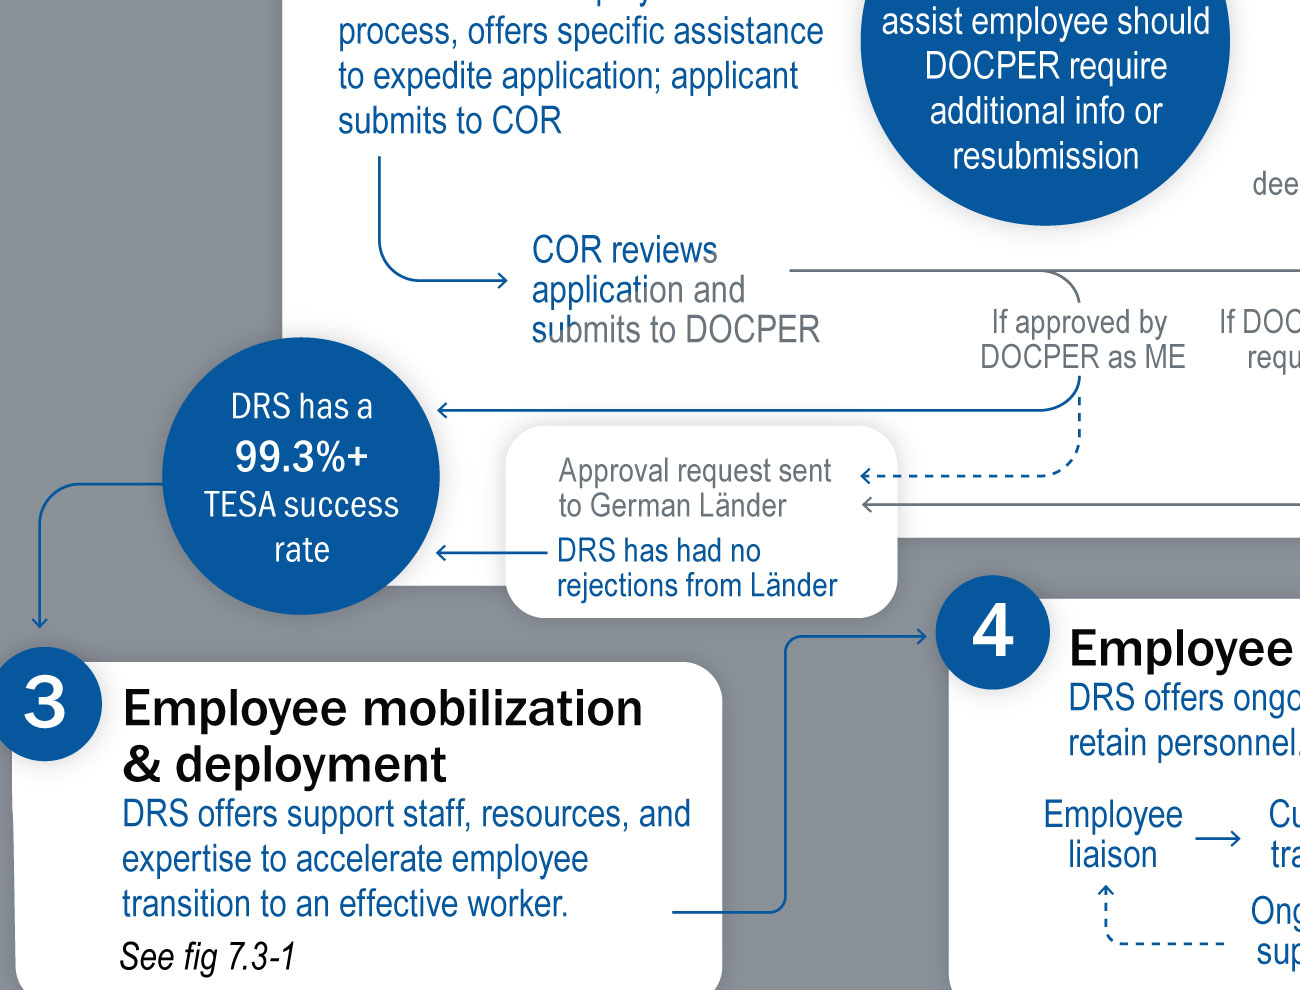 process, offers specific assistance
to expedite application; applicant
submits to COR
assist employee should
DOCPER require
additional info or
resubmission
COR reviews
application and
submits to DOCPER
If approved by
DOCPER as ME
If DOC
requ
DRS has a
99.3%+
TESA success
rate
Approval request sent
to German Länder
DRS has had no
rejections from Länder
3
Employee mobilization
& deployment
DRS offers support staff, resources, and
expertise to accelerate employee
transition to an effective worker.
See fig 7.3-1
4
Employee
DRS offers ongo
retain personnel.
Employee
liaison
Cu
tra
Ong
sup
dee